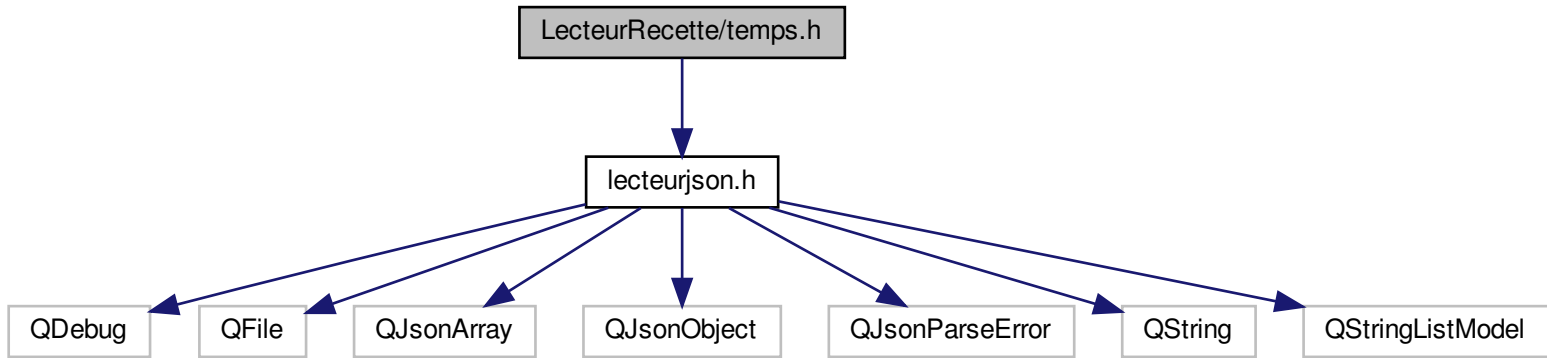 LecteurRecette/temps.h
lecteurjson.h
QDebug
QFile
QJsonArray
QJsonObject
QJsonParseError
QString
QStringListModel